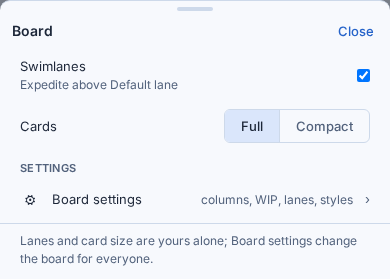 Board
Close
Swimlanes
Expedite above Default lane
Cards
Full
Compact
SETTINGS
Board settings
columns, WIP, lanes, styles
Lanes and card size are yours alone; Board settings change
the board for everyone.